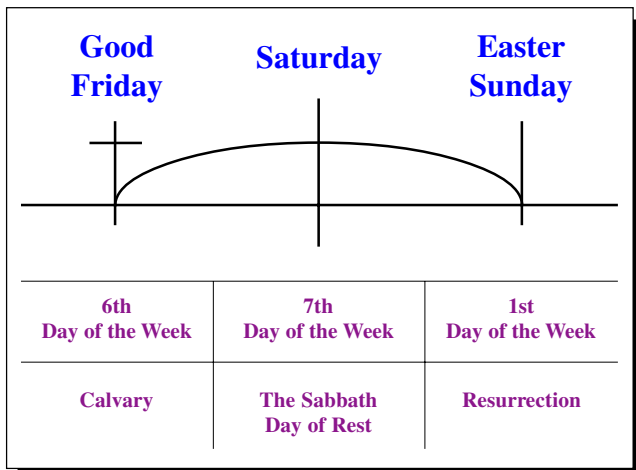 Good
Friday
Saturday
Easter
Sunday
6th
Day of the Week
7th
Day of the Week
1st
Day of the Week
Calvary
The Sabbath
Day of Rest
Resurrection